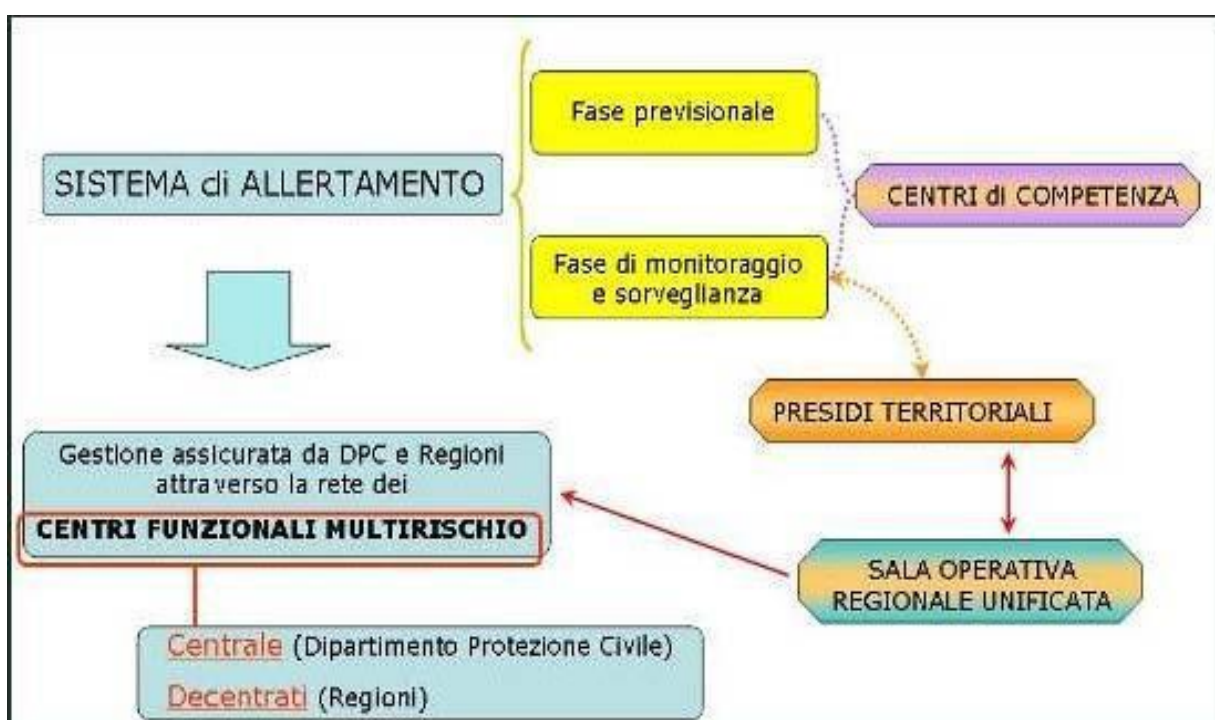 Fase previsionale
SISTEMA di ALLERTAMENTO
CENTRI di COMPETENZA
Fase di monitoraggio
e sorveglianza
PRESIDI TERRITORIALI
Gestione assicurata da DPC e Regioni
attraverso la rete dei
CENTRI FUNZIONALI MULTIRISCHIO
SALA OPERATIVA
REGIONALE UNIFICATA
Centrale (Dipartimento Protezione Civile)
Decentrati (Regioni)